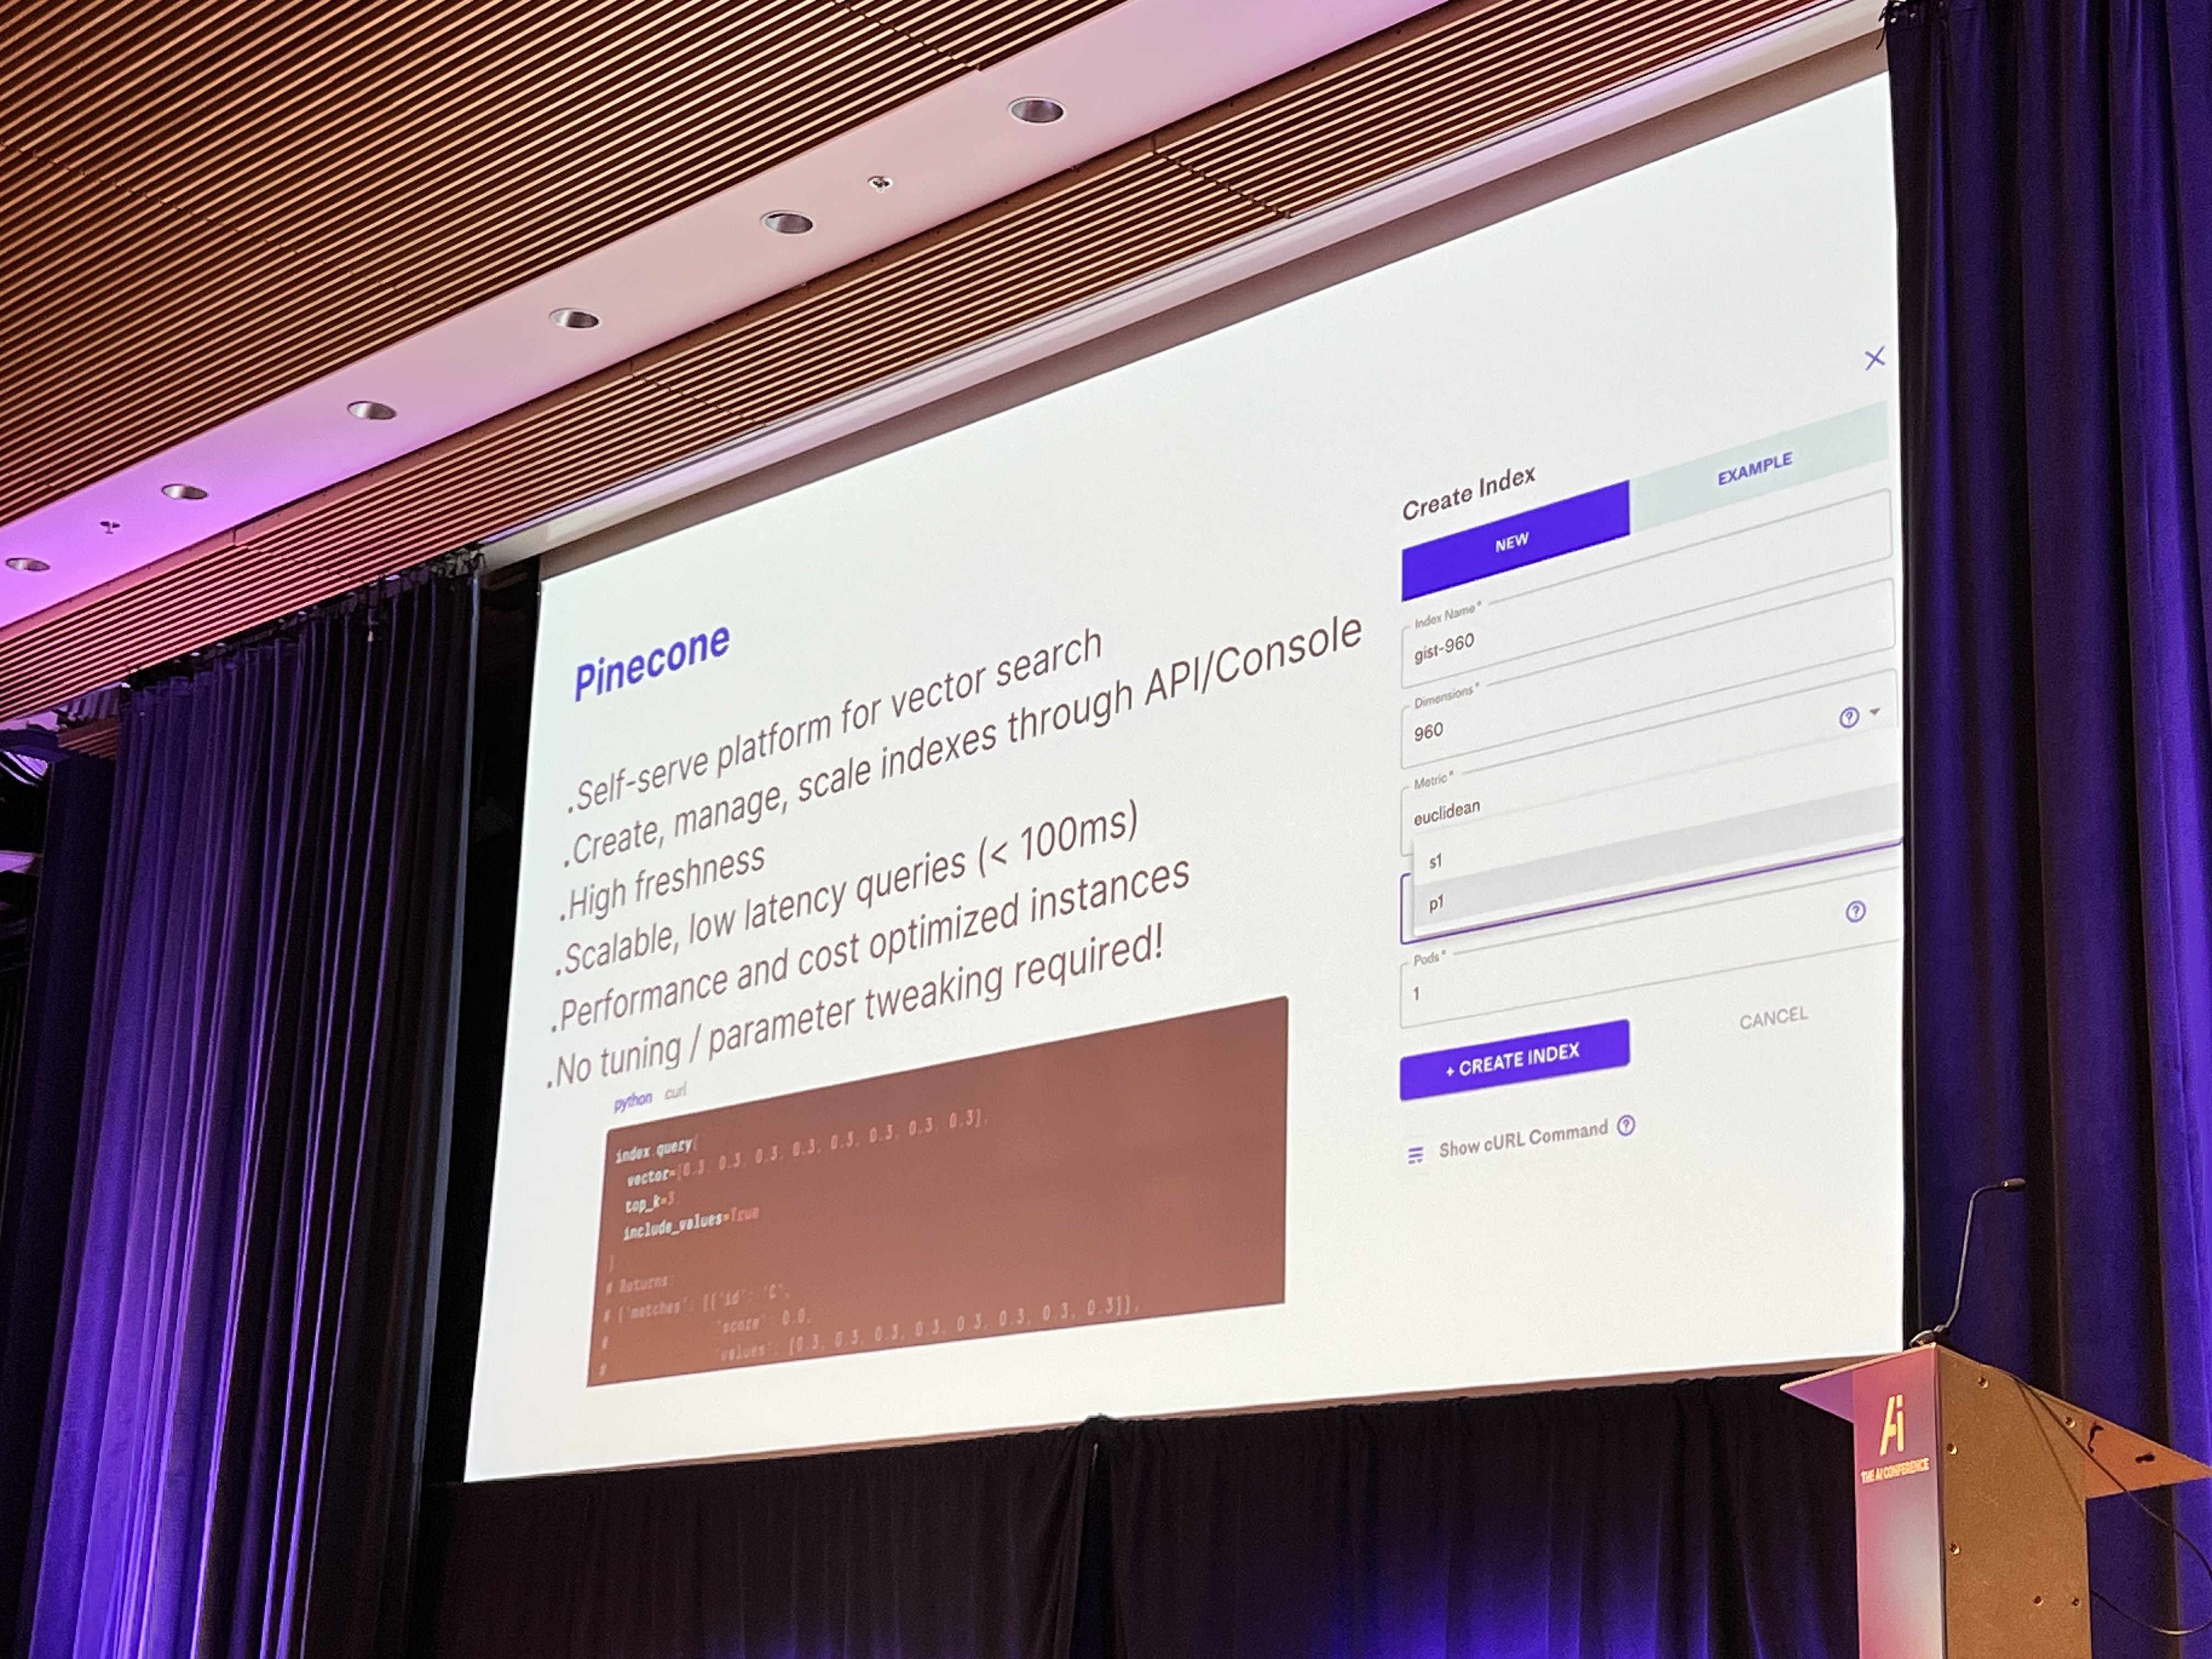 Pinecone
.Self-serve platform for vector search
.Create, manage, scale indexes through API/Console
.High freshness
.Scalable, low latency queries (< 100ms)
.Performance and cost optimized instances
.No tuning / parameter tweaking required!
python curl
index.query(
vector=[0.3, 0.3, 0.3, 0.3, 0.3, 0.3, 0.3, 0.3],
top_k=3,
include_values=True
)
# Returns:
# {'matches': [{'id': 'C',
# 'score': 0.0,
# 'values': [0.3, 0.3, 0.3, 0.3, 0.3, 0.3, 0.3, 0.3]},
Create Index
NEW
EXAMPLE
Index Name*
gist-960
Dimensions*
960
Metric*
euclidean
s1
p1
Pods*
1
+ CREATE INDEX
CANCEL
Show cURL Command
Ai
THE AI CONFERENCE